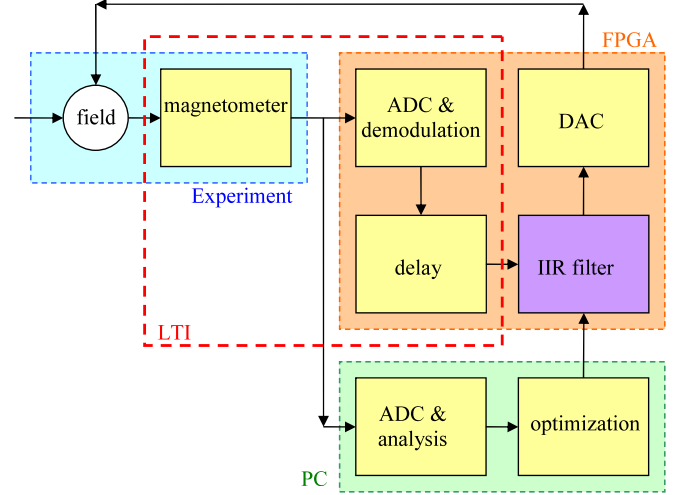 FPGA
magnetometer
field
ADC &
demodulation
DAC
Experiment
delay
IIR filter
LTI
ADC &
analysis
optimization
PC